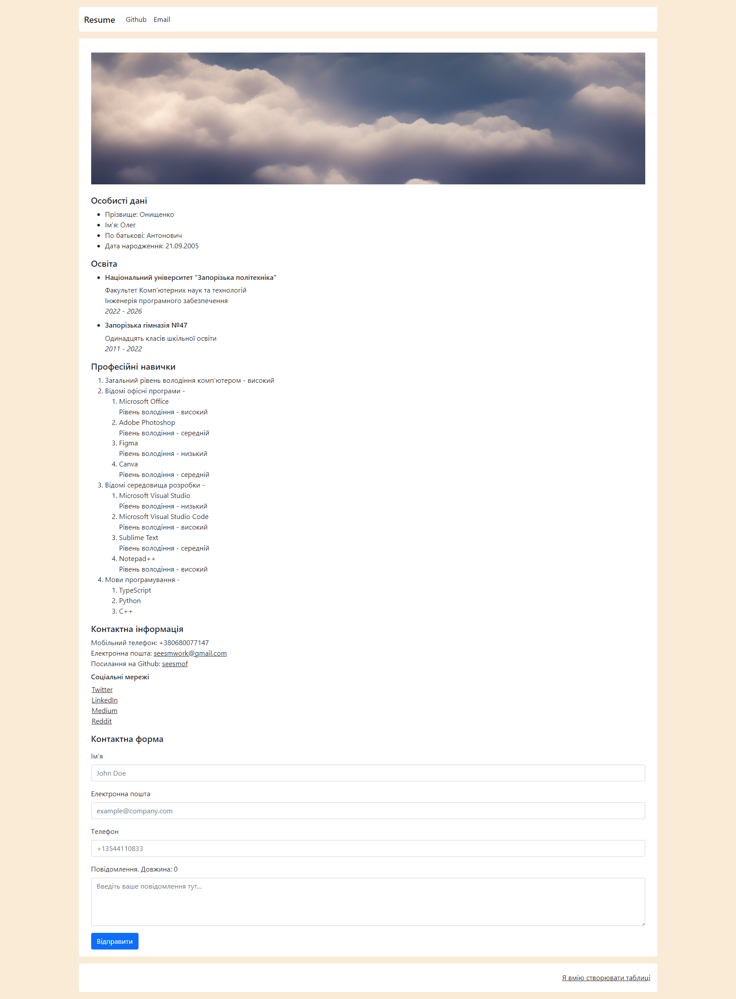 Resume Github Email
Особисті дані
Прізвище: Онищенко
Ім'я: Олег
По батькові: Антонович
Дата народження: 21.09.2005
Освіта
Національний університет "Запорізька політехніка"
Факультет Комп'ютерних наук та технологій
Інженерія програмного забезпечення
2022 - 2026
Запорізька гімназія №47
Одинадцять класів шкільної освіти
2011 - 2022
Професійні навички
1. Загальний рівень володіння комп'ютером - високий
2. Відомі офісні програми -
1. Microsoft Office
Рівень володіння - високий
2. Adobe Photoshop
Рівень володіння - середній
3. Figma
Рівень володіння - низький
4. Canva
Рівень володіння - середній
3. Відомі середовища розробки -
1. Microsoft Visual Studio
Рівень володіння - низький
2. Microsoft Visual Studio Code
Рівень володіння - високий
3. Sublime Text
Рівень володіння - середній
4. Notepad++
Рівень володіння - високий
4. Мови програмування -
1. TypeScript
2. Python
3. C++
Контактна інформація
Мобільний телефон: +380680077147
Електронна пошта: seesmwork@gmail.com
Посилання на Github: seesmof
Соціальні мережі
Twitter
LinkedIn
Medium
Reddit
Контактна форма
Ім'я
John Doe
Електронна пошта
example@company.com
Телефон
+13544110833
Повідомлення. Довжина: 0
Введіть ваше повідомлення тут...
Відправити
Я вмію створювати таблиці